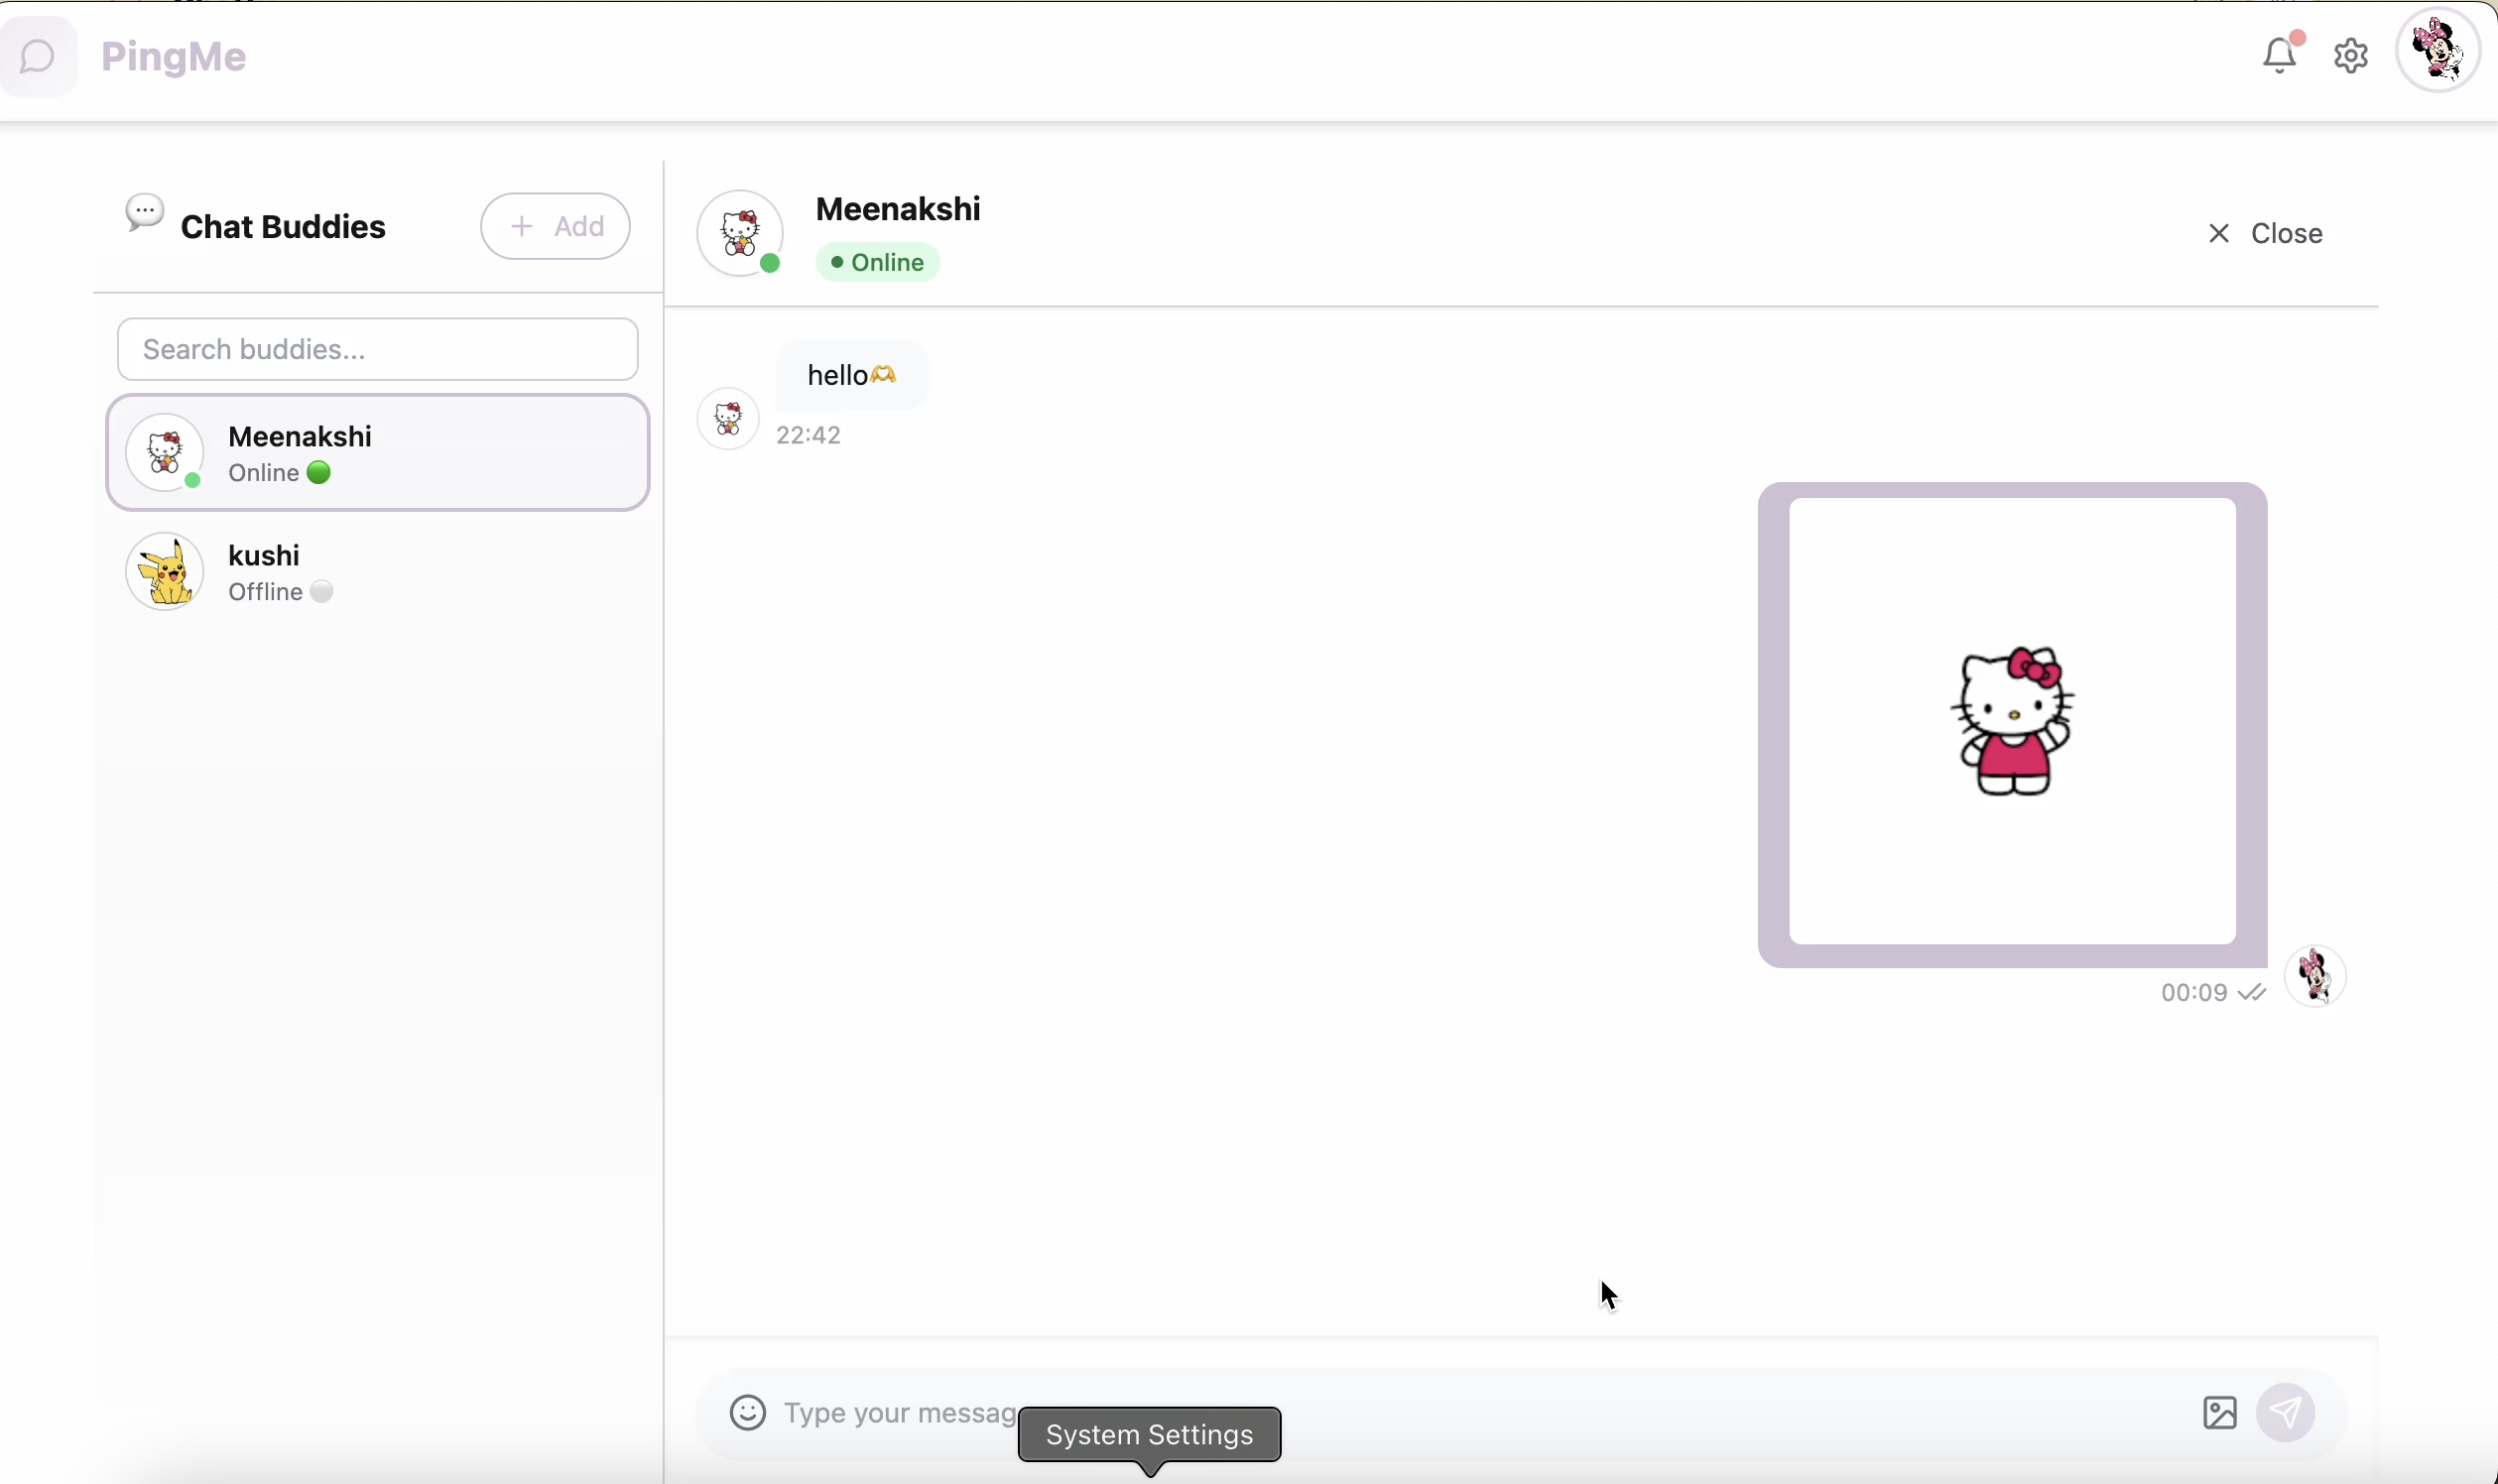 PingMe
Chat Buddies
+ Add
Search buddies...
Meenakshi
Online
kushi
Offline
Meenakshi
Online
Close
hello🫶
22:42
00:09
Type your messag
System Settings